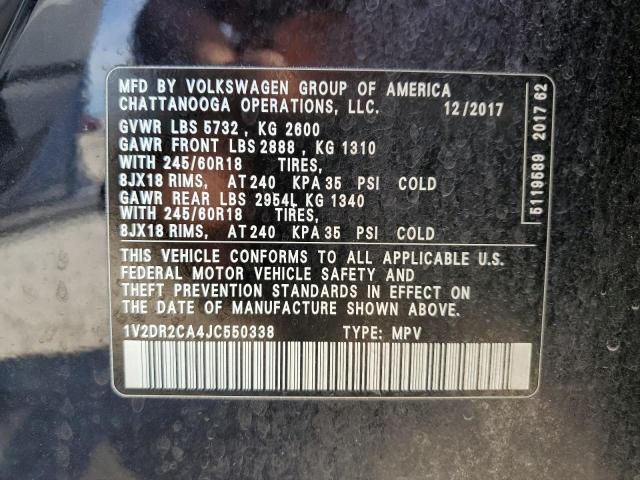 MFD BY VOLKSWAGEN GROUP OF AMERICA
CHATTANOOGA OPERATIONS, LLC. 12/2017
GVWR LBS 5732 , KG 2600
GAWR FRONT LBS 2888 , KG 1310
WITH 245/60R18 TIRES,
8JX18 RIMS, AT 240 KPA 35 PSI COLD
GAWR REAR LBS 2954L KG 1340
WITH 245/60R18 TIRES,
8JX18 RIMS, AT 240 KPA 35 PSI COLD
THIS VEHICLE CONFORMS TO ALL APPLICABLE U.S.
FEDERAL MOTOR VEHICLE SAFETY AND
THEFT PREVENTION STANDARDS IN EFFECT ON
THE DATE OF MANUFACTURE SHOWN ABOVE.
1V2DR2CA4JC550338 TYPE: MPV
5119589 2017 62